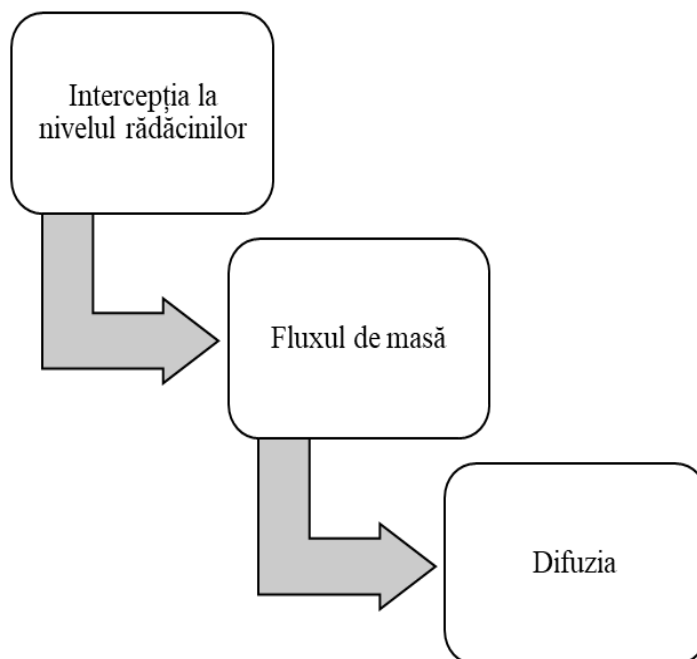 Intercepția la
nivelul rădăcinilor
Fluxul de masă
Difuzia